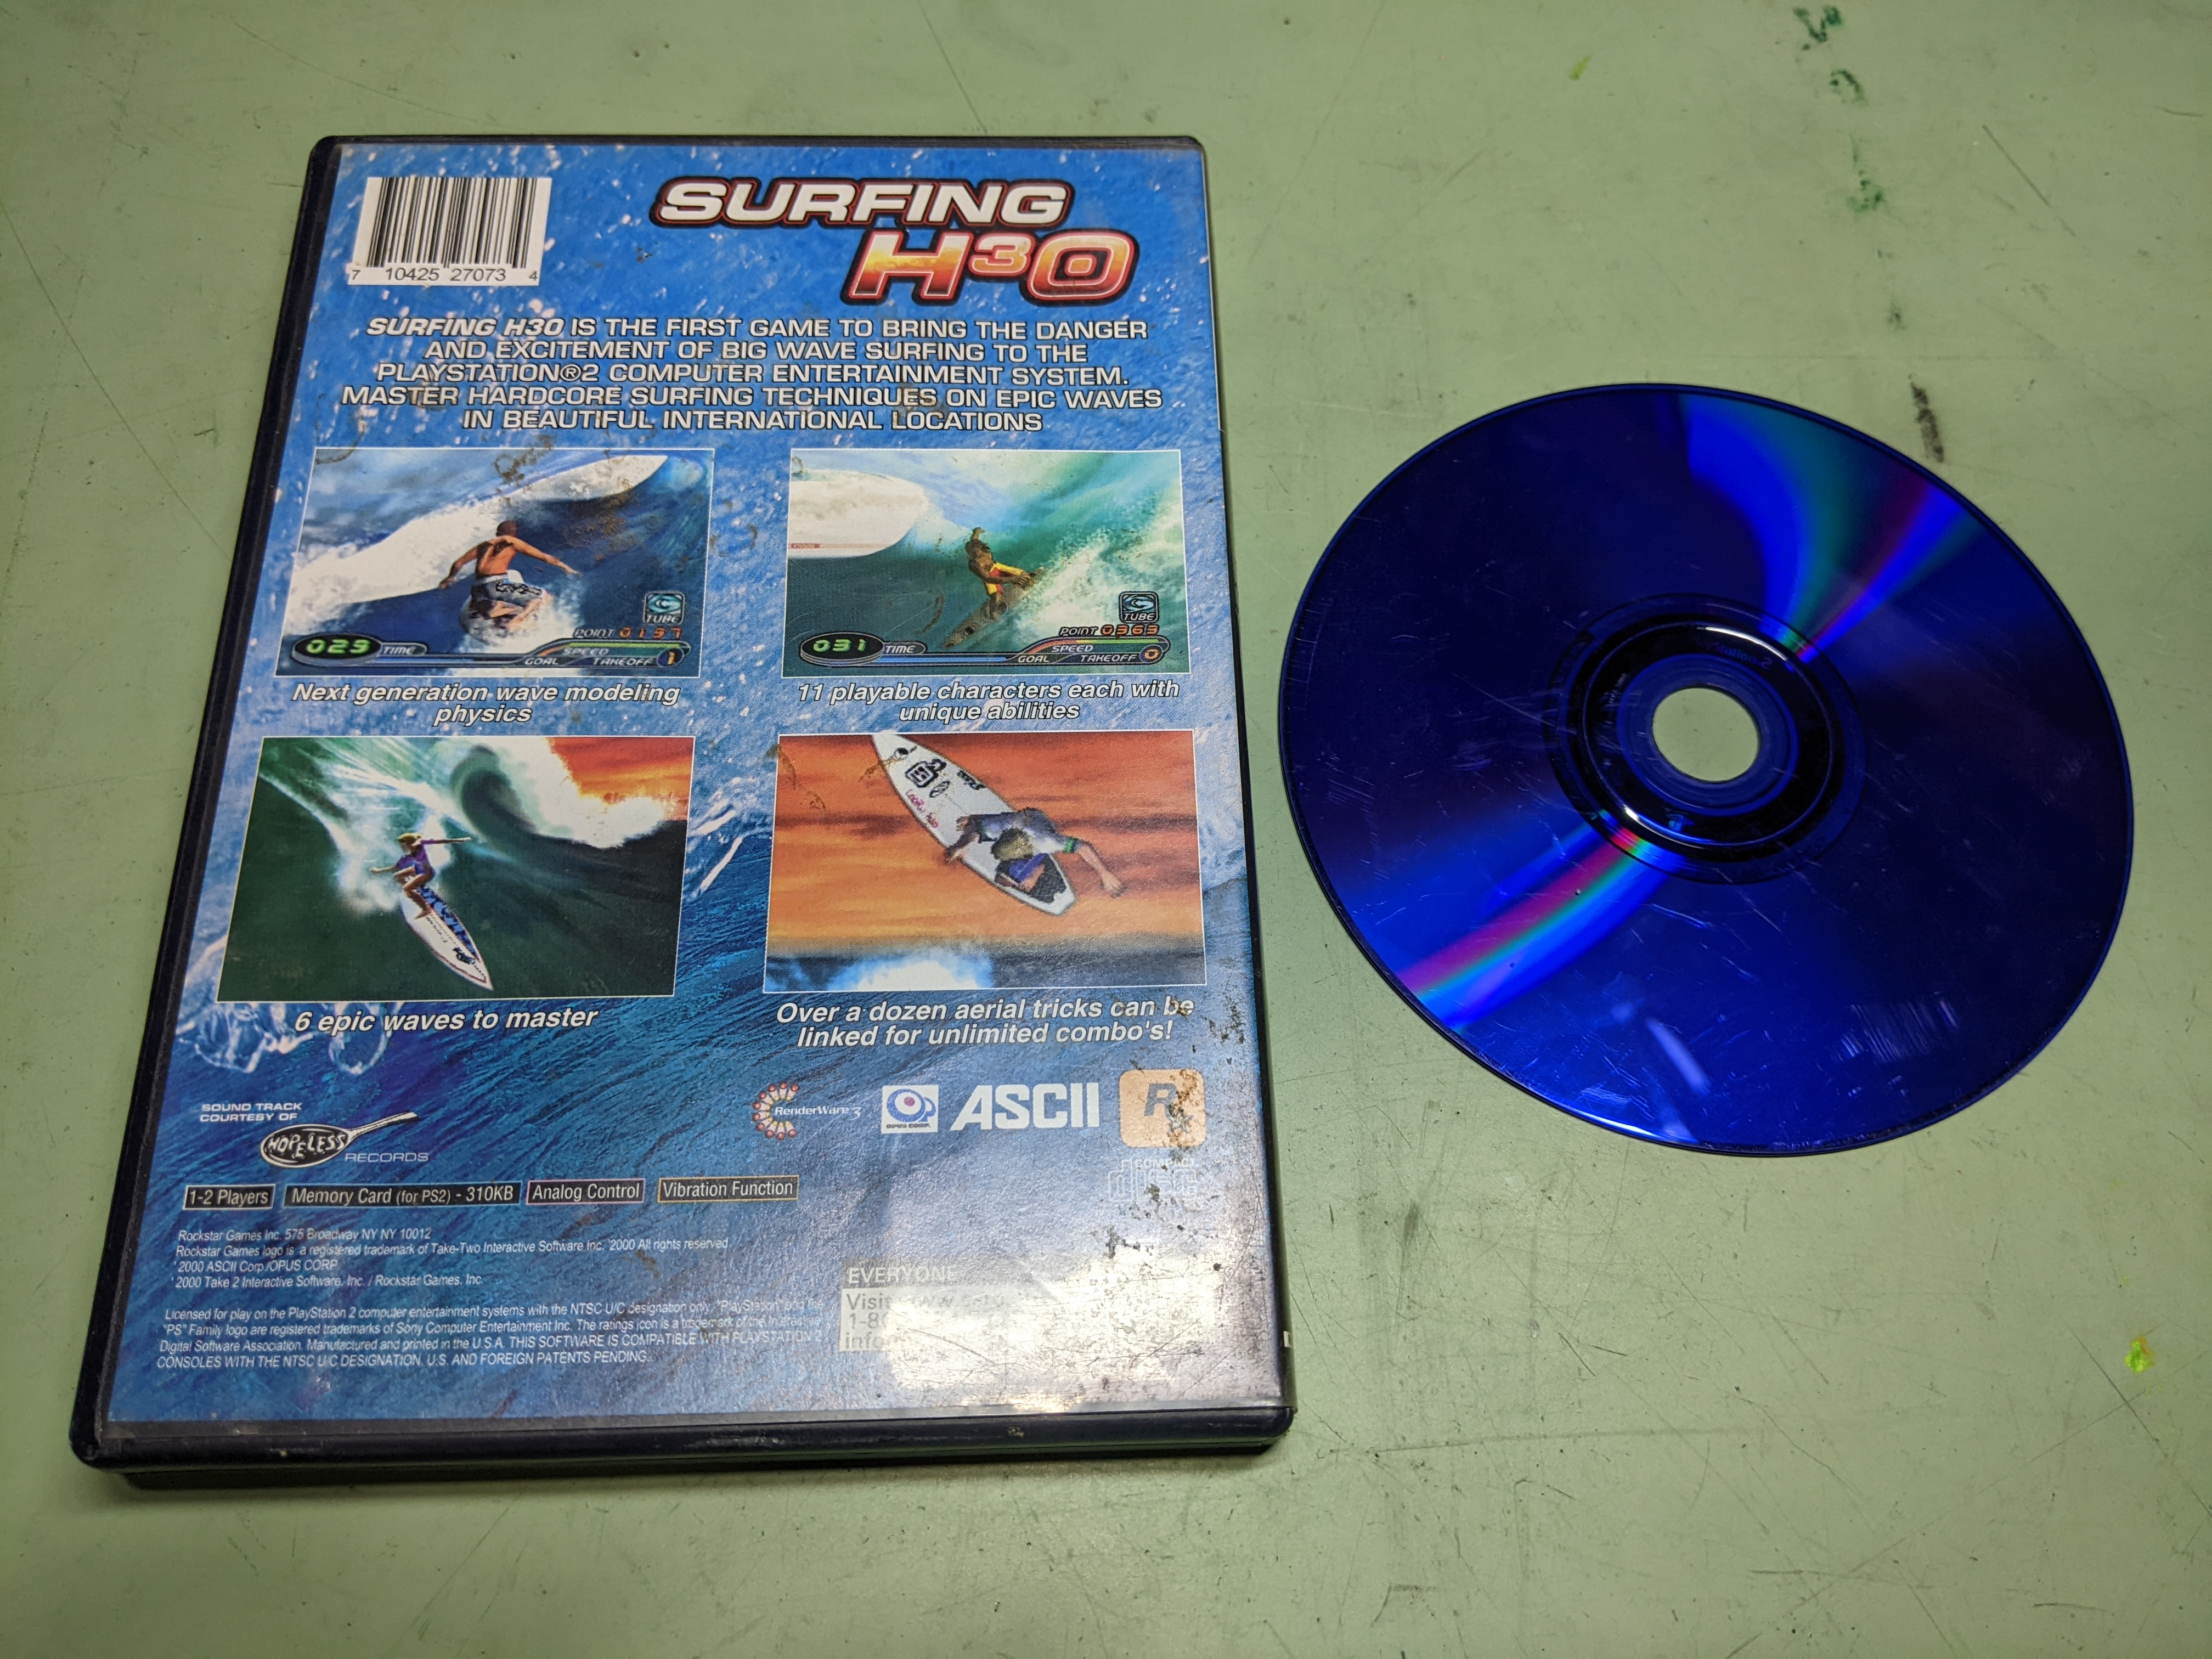 7 10425 27073 4
SURFING
H³O
SURFING H3O IS THE FIRST GAME TO BRING THE DANGER
AND EXCITEMENT OF BIG WAVE SURFING TO THE
PLAYSTATION®2 COMPUTER ENTERTAINMENT SYSTEM.
MASTER HARDCORE SURFING TECHNIQUES ON EPIC WAVES
IN BEAUTIFUL INTERNATIONAL LOCATIONS
TUBE
POINT 0197
029 TIME
SPEED
GOAL TAKEOFF 1
Next generation wave modeling
physics
TUBE
POINT 0363
031 TIME
SPEED
GOAL TAKEOFF 0
11 playable characters each with
unique abilities
6 epic waves to master
Over a dozen aerial tricks can be
linked for unlimited combo's!
SOUND TRACK
COURTESY OF
HOPELESS
RECORDS
RenderWare 3
OPUS CORP.
ASCII
R
COMPACT
disc
1-2 Players
Memory Card (for PS2) - 310KB
Analog Control
Vibration Function
Rockstar Games Inc. 575 Broadway NY NY 10012
Rockstar Games logo is a registered trademark of Take-Two Interactive Software Inc. '2000 All rights reserved
' 2000 ASCII Corp /OPUS CORP.
' 2000 Take 2 Interactive Software, Inc. / Rockstar Games. Inc.
Licensed for play on the PlayStation 2 computer entertainment systems with the NTSC U/C designation only. "PlayStation" and the
"PS" Family logo are registered trademarks of Sony Computer Entertainment Inc. The ratings icon is a trademark of the Interactive
Digital Software Association. Manufactured and printed in the U.S.A. THIS SOFTWARE IS COMPATIBLE WITH PLAYSTATION 2
CONSOLES WITH THE NTSC U/C DESIGNATION. U.S. AND FOREIGN PATENTS PENDING.
EVERYONE
Visit